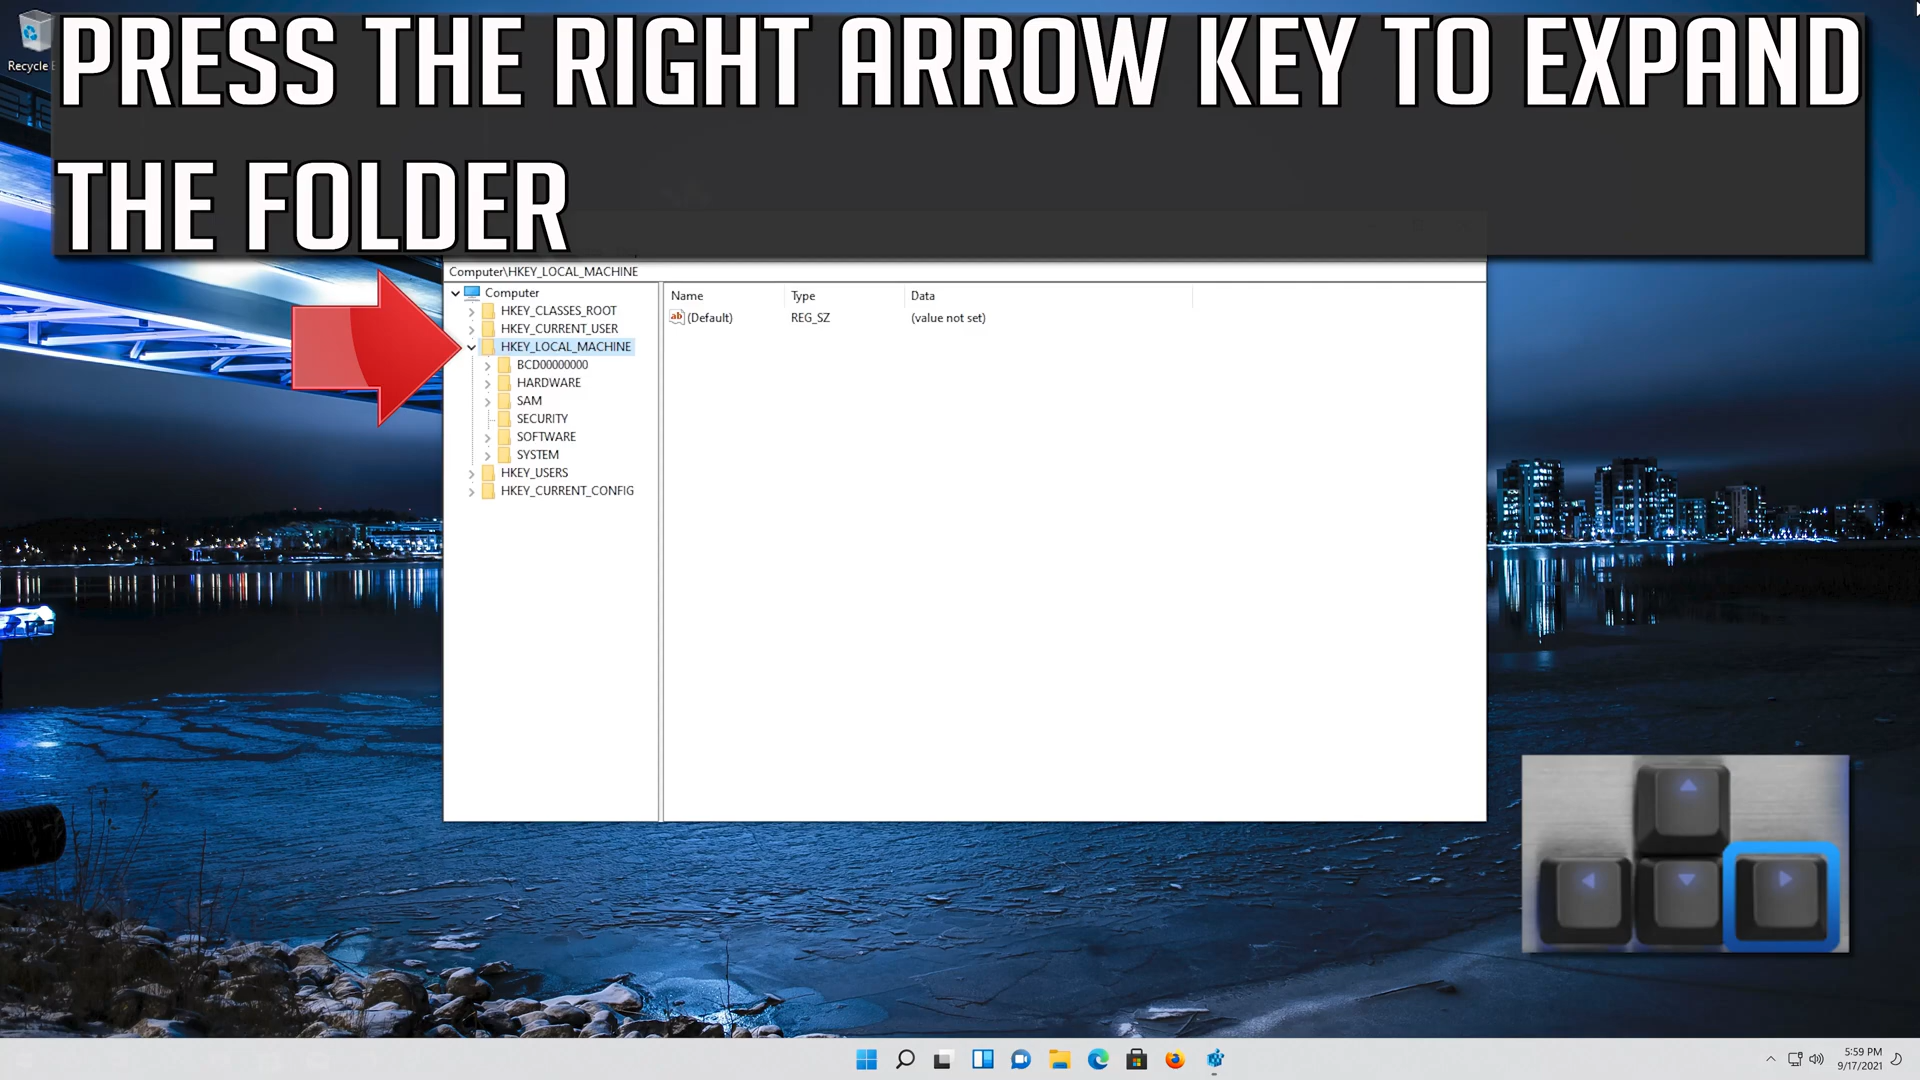 PRESS THE RIGHT ARROW KEY TO EXPAND
THE FOLDER
Recycle
Computer\HKEY_LOCAL_MACHINE
Computer
HKEY_CLASSES_ROOT
HKEY_CURRENT_USER
HKEY_LOCAL_MACHINE
BCD00000000
HARDWARE
SAM
SECURITY
SOFTWARE
SYSTEM
HKEY_USERS
HKEY_CURRENT_CONFIG
Name Type Data
ab (Default) REG_SZ (value not set)
5:59 PM
9/17/2021